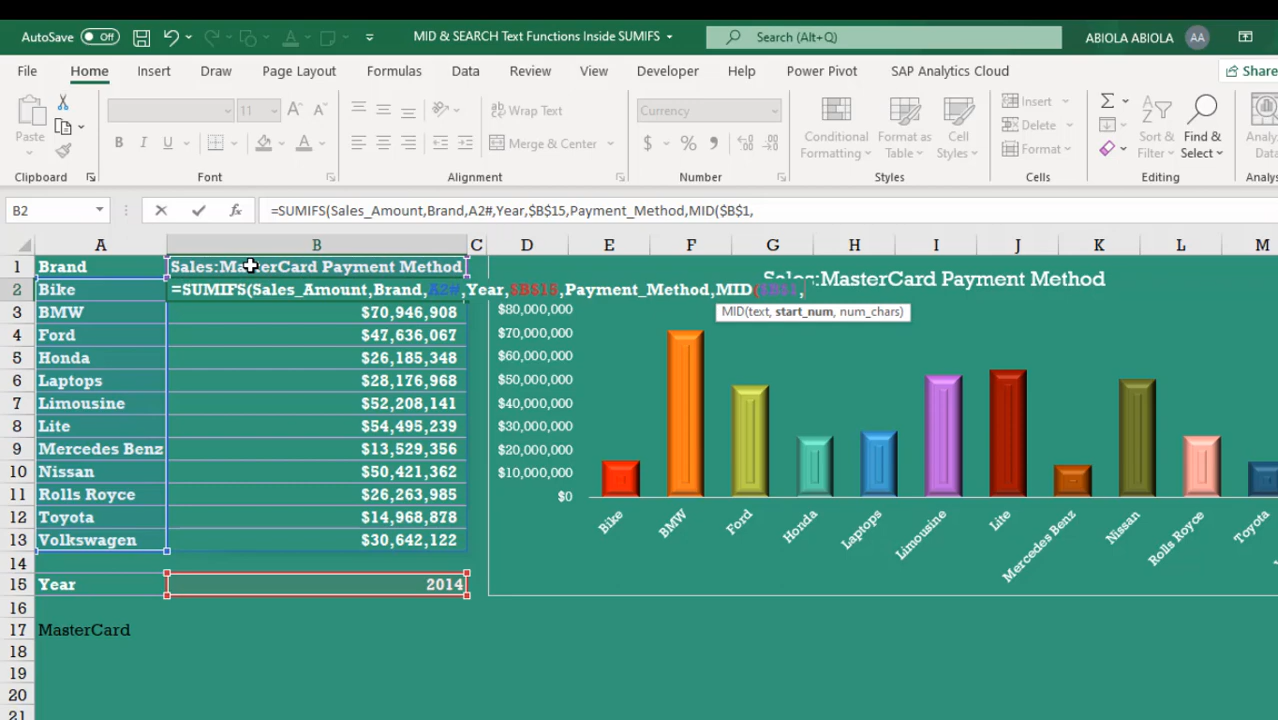 AutoSave Off MID & SEARCH Text Functions Inside SUMIFS Search (Alt+Q) ABIOLA ABIOLA AA
File Home Insert Draw Page Layout Formulas Data Review View Developer Help Power Pivot SAP Analytics Cloud Share
Paste 11 Wrap Text Currency Conditional Formatting Format as Table Cell Styles Insert Sort & Filter Find & Select
B I U A Merge & Center $ % Delete Format
Clipboard Font Alignment Number Styles Cells Editing
B2 fx =SUMIFS(Sales_Amount,Brand,A2#,Year,$B$15,Payment_Method,MID($B$1,
A B C D E F G H I J K L M
1 Brand Sales:MasterCard Payment Method
Sales:MasterCard Payment Method
2 Bike =SUMIFS(Sales_Amount,Brand,A2#,Year,$B$15,Payment_Method,MID($B$1,
MID(text, start_num, num_chars)
3 BMW $70,946,908
4 Ford $47,636,067
5 Honda $26,185,348
6 Laptops $28,176,968
7 Limousine $52,208,141
8 Lite $54,495,239
9 Mercedes Benz $13,529,356
10 Nissan $50,421,362
11 Rolls Royce $26,263,985
12 Toyota $14,968,878
13 Volkswagen $30,642,122
14
15 Year 2014
16
17 MasterCard
18
19
20
21
$80,000,000
$70,000,000
$60,000,000
$50,000,000
$40,000,000
$30,000,000
$20,000,000
$10,000,000
$0
Bike BMW Ford Honda Laptops Limousine Lite Mercedes Benz Nissan Rolls Royce Toyota